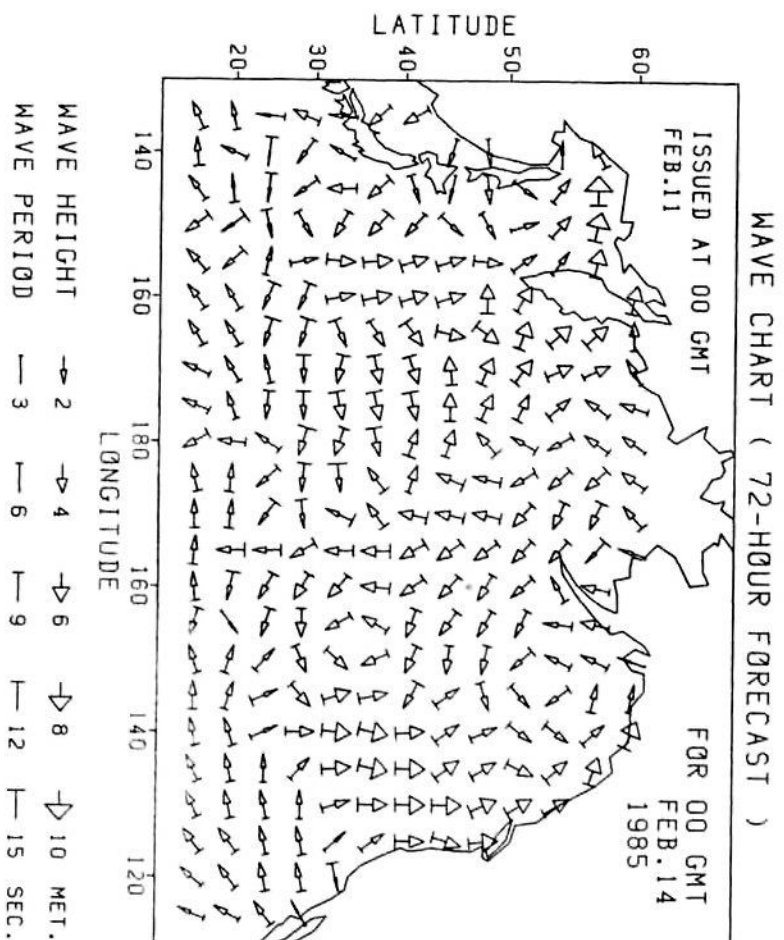 WAVE CHART ( 72-HOUR FORECAST )
ISSUED AT 00 GMT
FEB.11
FOR 00 GMT
FEB.14
1985
LATITUDE
60
50
40
30
20
140
160
180
160
140
120
LONGITUDE
WAVE HEIGHT 2 4 6 8 10 MET.
WAVE PERIOD 3 6 9 12 15 SEC.